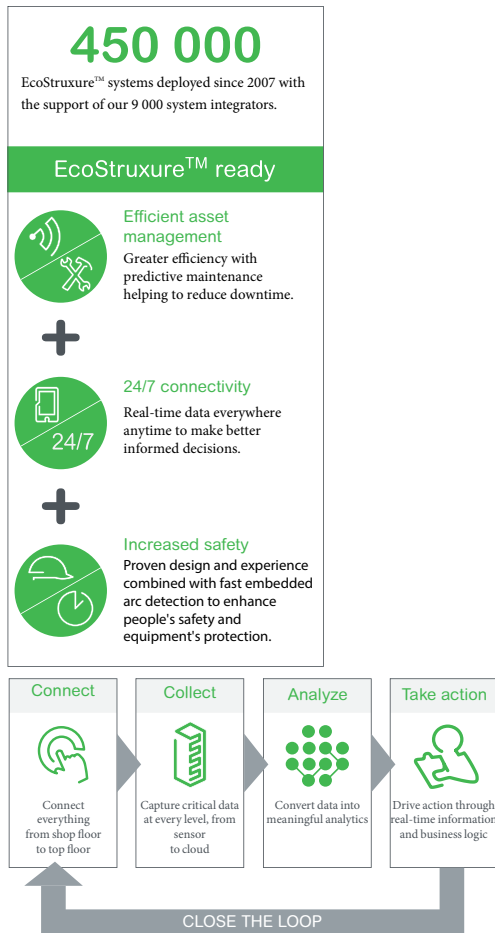 450 000
EcoStruxure™ systems deployed since 2007 with
the support of our 9 000 system integrators.
EcoStruxure™ ready
Efficient asset
management
Greater efficiency with
predictive maintenance
helping to reduce downtime.
24/7 connectivity
24/7
Real-time data everywhere
anytime to make better
informed decisions.
Increased safety
Proven design and experience
combined with fast embedded
arc detection to enhance
people's safety and
equipment's protection.
Connect
Connect
everything
from shop floor
to top floor
Collect
Capture critical data
at every level, from
sensor
to cloud
Analyze
Convert data into
meaningful analytics
Take action
Drive action through
real-time information
and business logic
CLOSE THE LOOP